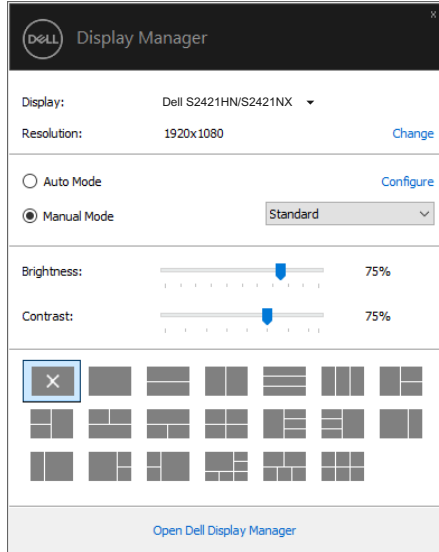 x
DELL Display Manager
Display: Dell S2421HN/S2421NX
Resolution: 1920x1080 Change
Auto Mode Configure
Manual Mode Standard
Brightness: 75%
Contrast: 75%
Open Dell Display Manager